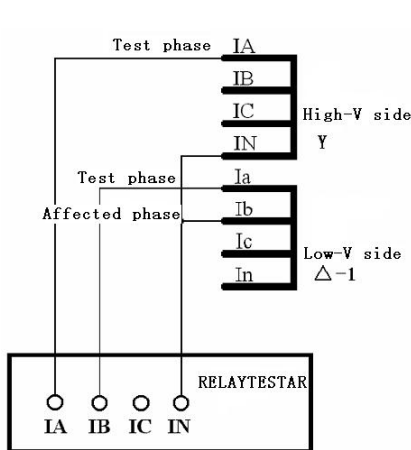 Test phase IA
IB
IC
High-V side
IN
Y
Test phase Ia
Affected phase Ib
Ic
Low-V side
In
△-1
RELAYTESTAR
IA IB IC IN